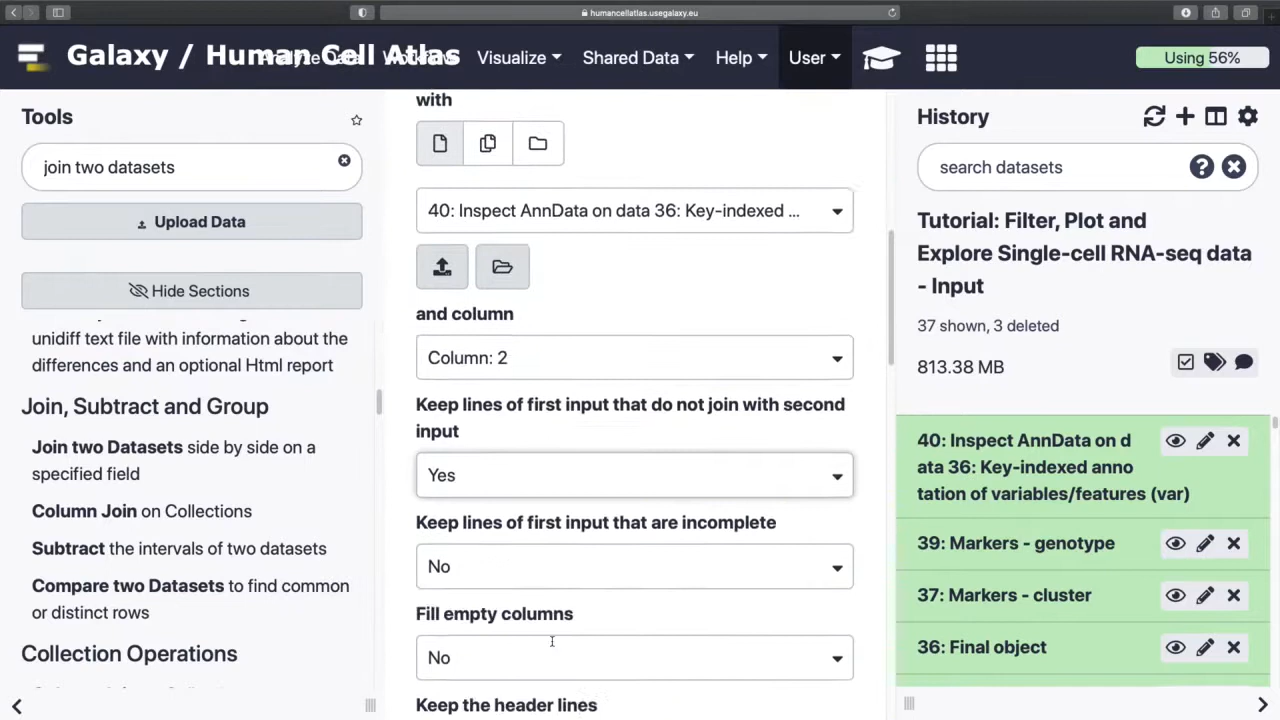 humancellatlas.usegalaxy.eu
Galaxy / Human Cell Atlas
Visualize
Shared Data
Help
User
Using 56%
Tools
join two datasets
Upload Data
Hide Sections
unidiff text file with information about the
differences and an optional Html report
Join, Subtract and Group
Join two Datasets side by side on a
specified field
Column Join on Collections
Subtract the intervals of two datasets
Compare two Datasets to find common
or distinct rows
Collection Operations
with
40: Inspect AnnData on data 36: Key-indexed ...
and column
Column: 2
Keep lines of first input that do not join with second
input
Yes
Keep lines of first input that are incomplete
No
Fill empty columns
No
Keep the header lines
History
search datasets
Tutorial: Filter, Plot and
Explore Single-cell RNA-seq data
- Input
37 shown, 3 deleted
813.38 MB
40: Inspect AnnData on d
ata 36: Key-indexed anno
tation of variables/features (var)
39: Markers - genotype
37: Markers - cluster
36: Final object